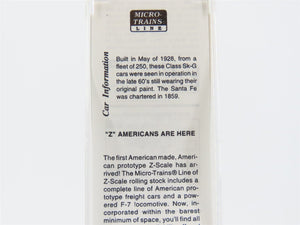 MICRO-
TRAINS
LINE
Car Information
Built in May of 1928, from a
fleet of 250, these Class Sk-G
cars were seen in operation in
the late 60's still wearing their
original paint. The Santa Fe
was chartered in 1859.
"Z" AMERICANS ARE HERE
The first American made, Ameri-
can prototype Z-Scale has ar-
rived! The Micro-Trains® Line of
Z-Scale rolling stock includes a
complete line of American pro-
totype freight cars and a pow-
ered F-7 locomotive. Now, in-
corporated within the barest
minimum of space, you'll find all